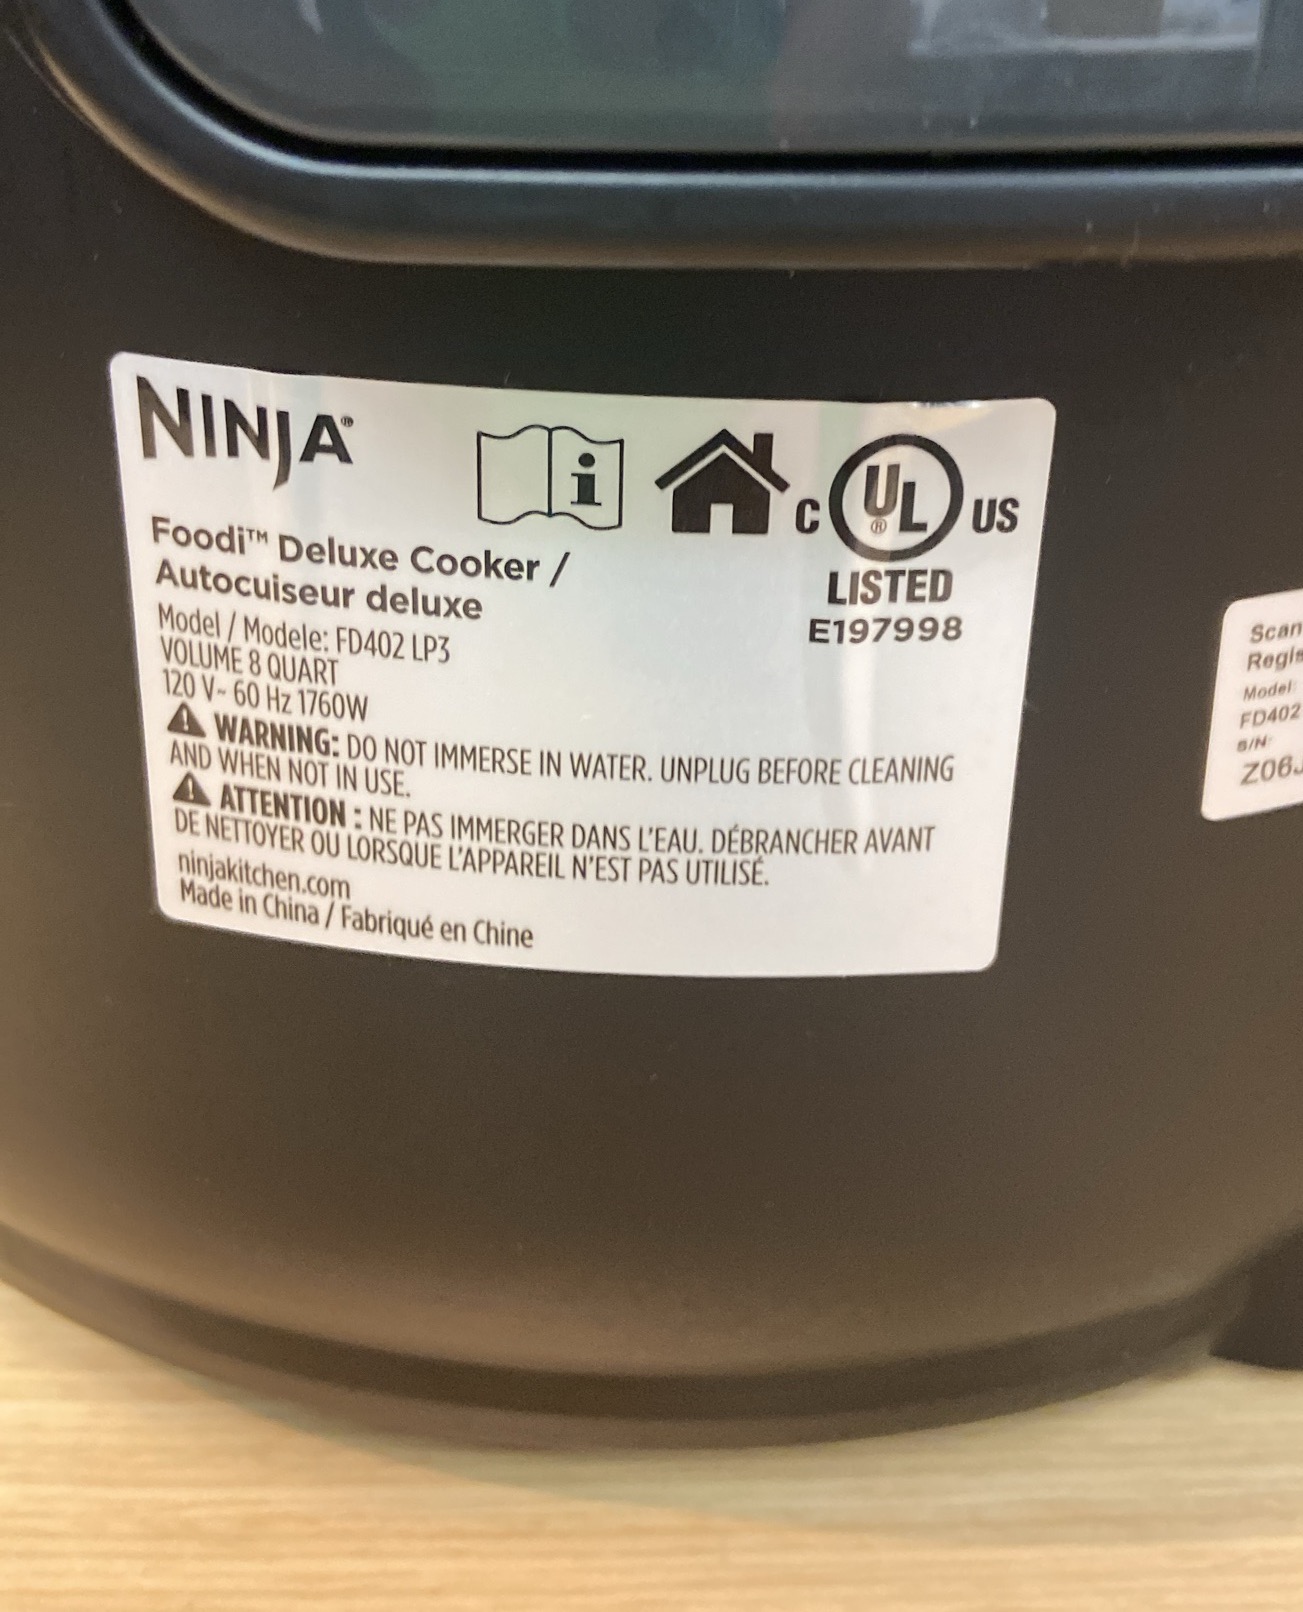 NINJA®
C UL® US
LISTED
E197998
Foodi™ Deluxe Cooker /
Autocuiseur deluxe
Model / Modele: FD402 LP3
VOLUME 8 QUART
120 V~ 60 Hz 1760W
WARNING: DO NOT IMMERSE IN WATER. UNPLUG BEFORE CLEANING
AND WHEN NOT IN USE.
ATTENTION : NE PAS IMMERGER DANS L'EAU. DÉBRANCHER AVANT
DE NETTOYER OU LORSQUE L'APPAREIL N'EST PAS UTILISÉ.
ninjakitchen.com
Made in China / Fabriqué en Chine
Scan
Model:
FD402
S/N: